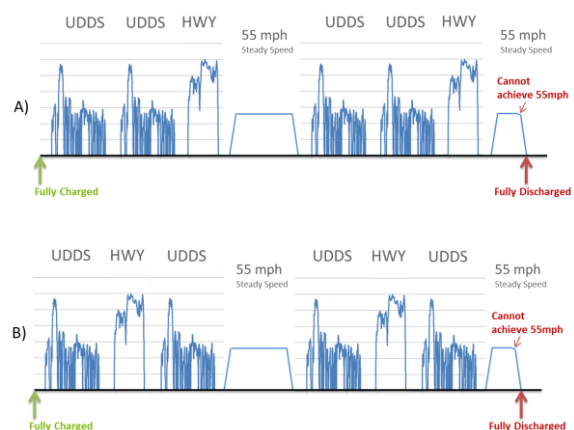 UDDS UDDS HWY 55 mph UDDS UDDS HWY 55 mph
Steady Speed Steady Speed
Cannot
achieve 55mph
A)
Fully Charged Fully Discharged
UDDS HWY UDDS 55 mph UDDS HWY UDDS 55 mph
Steady Speed Steady Speed
Cannot
achieve 55mph
B)
Fully Charged Fully Discharged